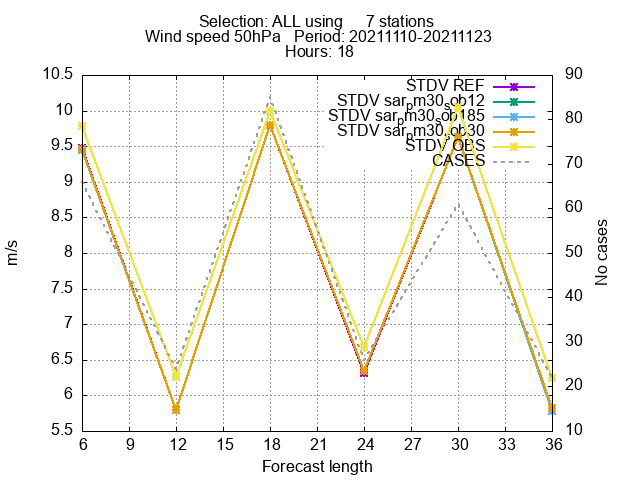 Selection: ALL using 7 stations
Wind speed 50hPa Period: 20211110-20211123
Hours: 18
10.5
10
9.5
9
8.5
8
7.5
7
6.5
6
5.5
m/s
90
80
70
60
50
40
30
20
10
No cases
STDV REF
STDV sarpm30sob12
STDV sarpm30sob185
STDV sarpm30sob30
STDV OBS
CASES
6 9 12 15 18 21 24 27 30 33 36
Forecast length